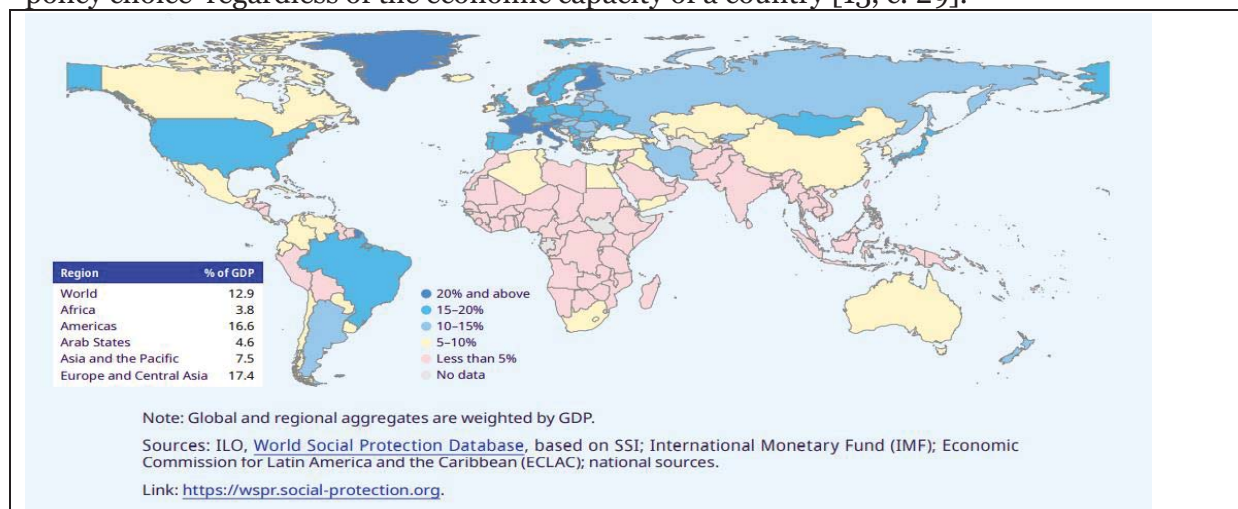 policy choice regardless of the economic capacity of a country [13, c. 29].
Region % of GDP
World 12.9
Africa 3.8
Americas 16.6
Arab States 4.6
Asia and the Pacific 7.5
Europe and Central Asia 17.4
20% and above
15–20%
10–15%
5–10%
Less than 5%
No data
Note: Global and regional aggregates are weighted by GDP.
Sources: ILO, World Social Protection Database, based on SSI; International Monetary Fund (IMF); Economic
Commission for Latin America and the Caribbean (ECLAC); national sources.
Link: https://wspr.social-protection.org.